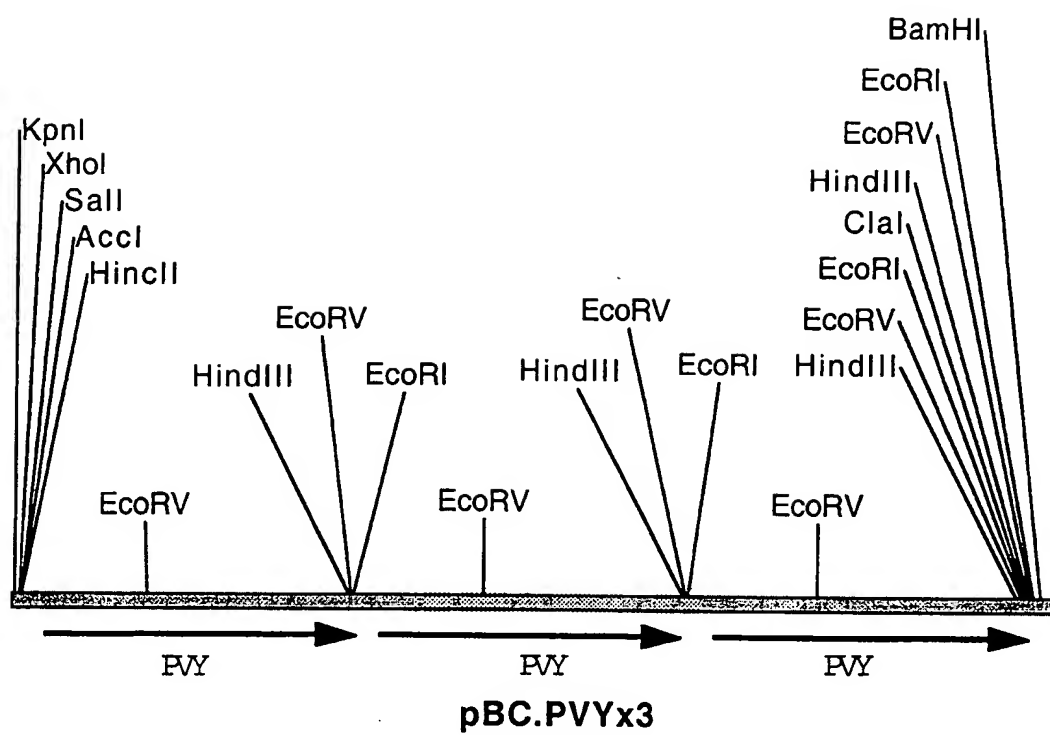 BamHI
EcoRI
KpnI
EcoRV
XhoI
HindIII
SalI
ClaI
AccI
EcoRI
HincII
EcoRV
EcoRV
EcoRV
HindIII
EcoRI
HindIII
EcoRI
HindIII
EcoRV
EcoRV
EcoRV
PVY
PVY
PVY
pBC.PVYx3